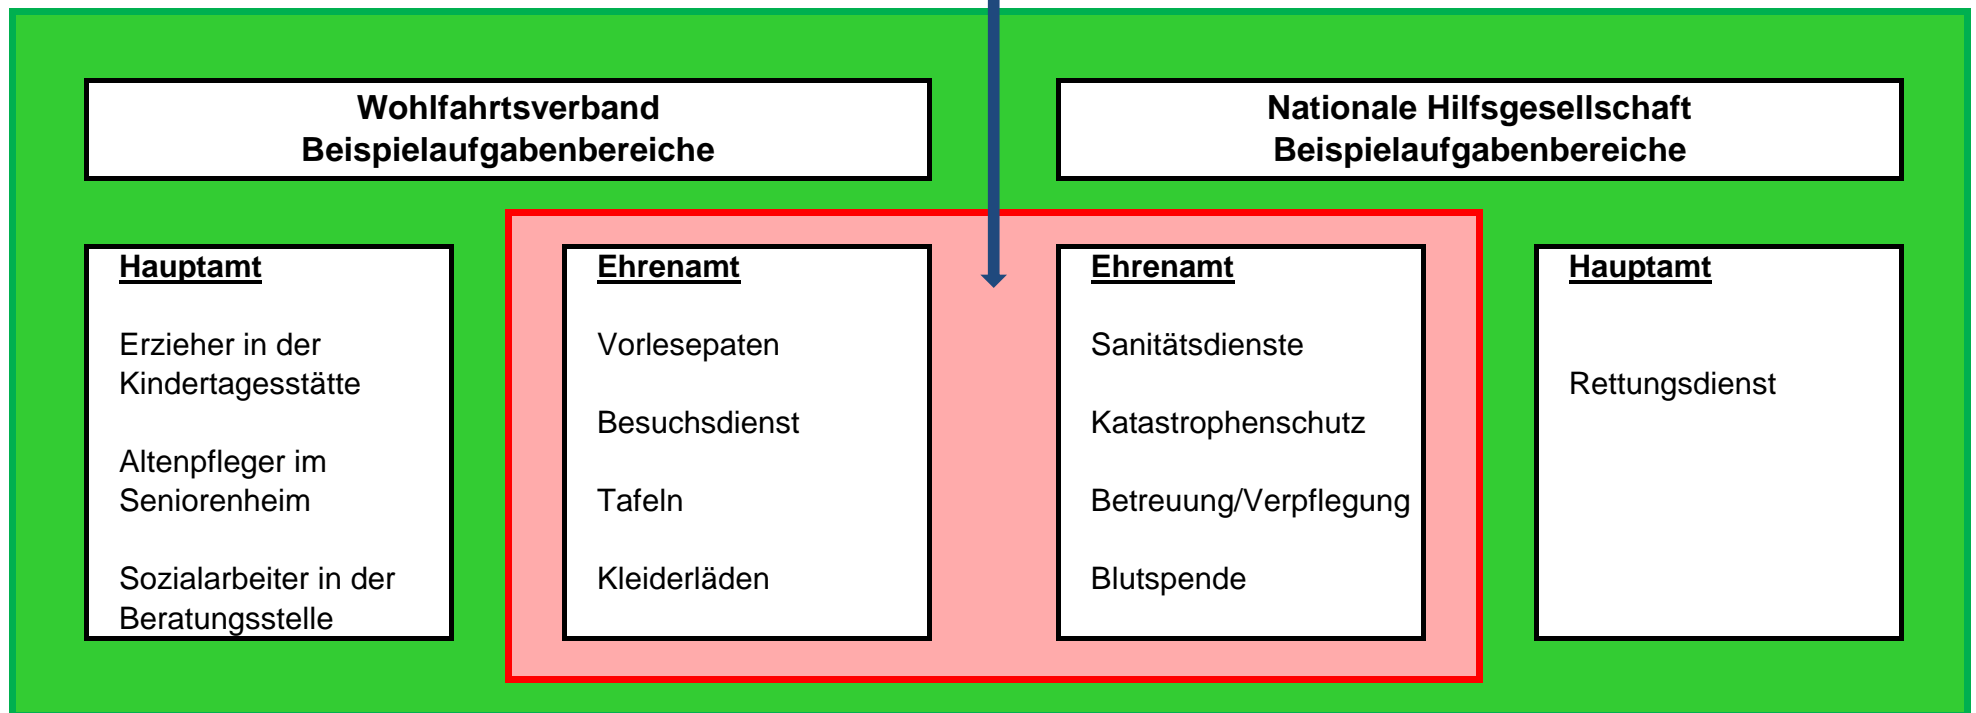 Wohlfahrtsverband
Beispielaufgabenbereiche
Nationale Hilfsgesellschaft
Beispielaufgabenbereiche
Hauptamt
Erzieher in der
Kindertagesstätte
Altenpfleger im
Seniorenheim
Sozialarbeiter in der
Beratungsstelle
Ehrenamt
Vorlesepaten
Besuchsdienst
Tafeln
Kleiderläden
Ehrenamt
Sanitätsdienste
Katastrophenschutz
Betreuung/Verpflegung
Blutspende
Hauptamt
Rettungsdienst